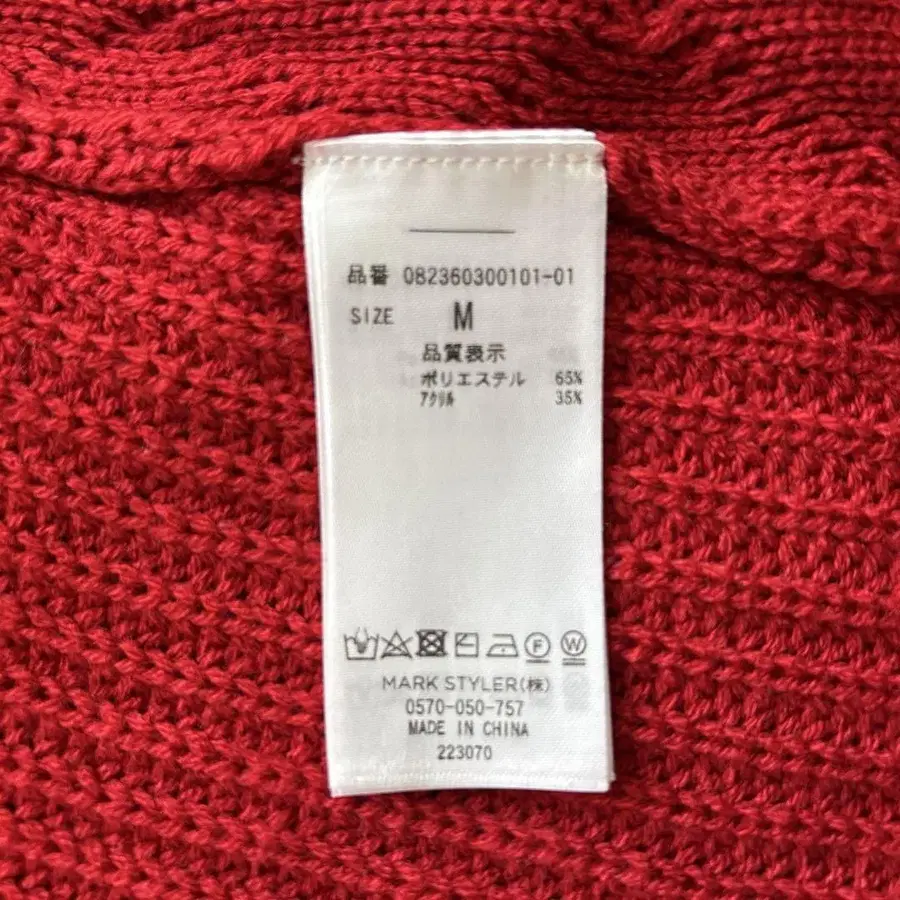 品番 082360300101-01
SIZE M
品質表示
ポリエステル 65%
アクリル 35%
F W
MARK STYLER(株)
0570-050-757
MADE IN CHINA
223070